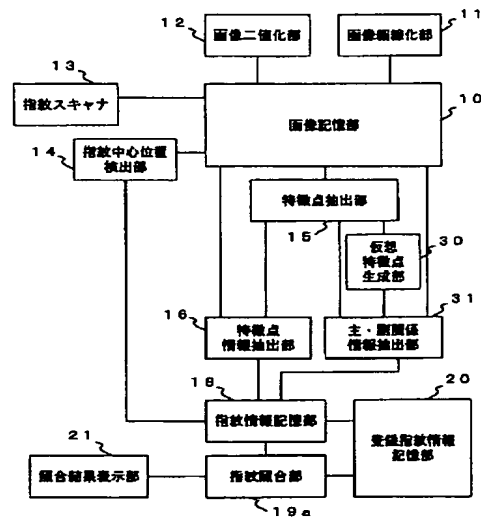 12
画像二値化部
11
画像細線化部
13
指紋スキャナ
10
画像記憶部
14
指紋中心位置
検出部
特徴点抽出部
15
30
仮想
特徴点
生成部
16
特徴点
情報抽出部
31
主・副関係
情報抽出部
18
指紋情報記憶部
20
登録指紋情報
記憶部
21
照合結果表示部
指紋照合部
19a